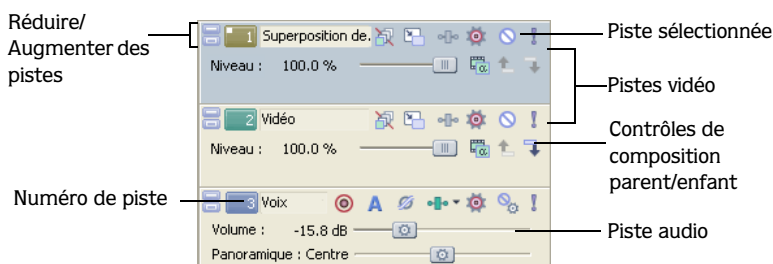 Réduire/
Augmenter des
pistes
1 Superposition de.
Niveau : 100.0 %
Piste sélectionnée
Pistes vidéo
2 Vidéo
Niveau : 100.0 %
Contrôles de
composition
parent/enfant
Numéro de piste
3 Voix A
Volume : -15.8 dB
Piste audio
Panoramique : Centre